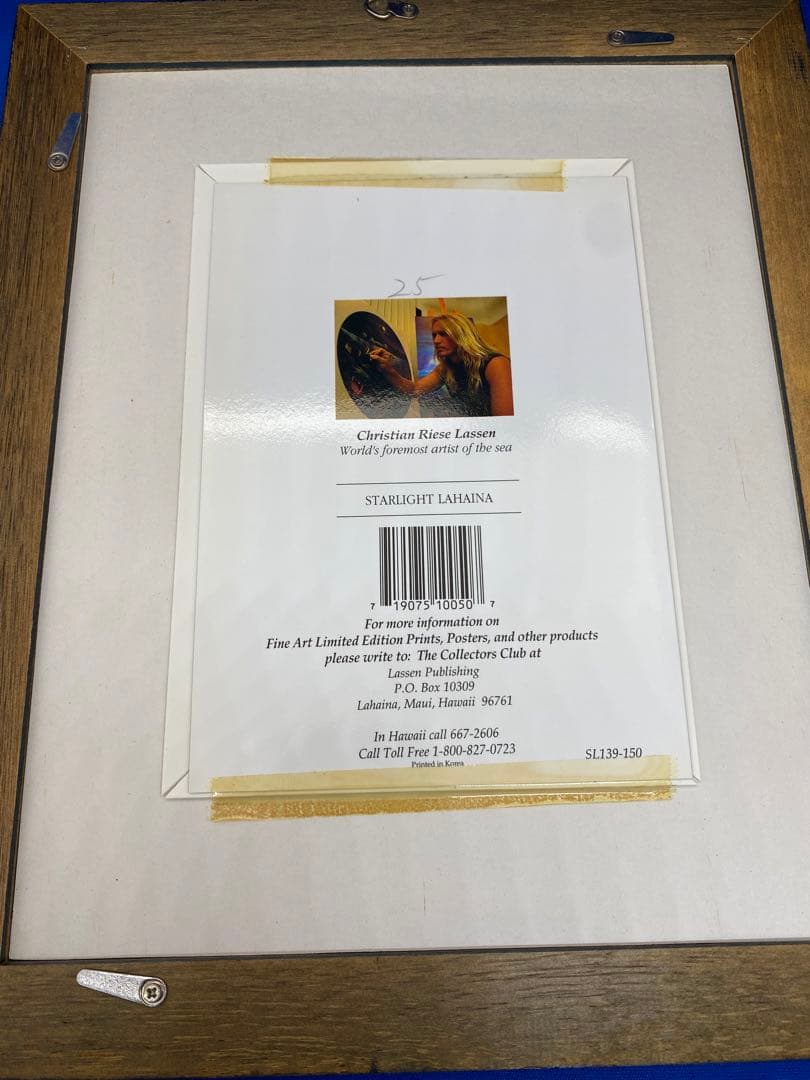 25
Christian Riese Lassen
World's foremost artist of the sea
STARLIGHT LAHAINA
7 19075 10050 7
For more information on
Fine Art Limited Edition Prints, Posters, and other products
please write to: The Collectors Club at
Lassen Publishing
P.O. Box 10309
Lahaina, Maui, Hawaii 96761
In Hawaii call 667-2606
Call Toll Free 1-800-827-0723
SL139-150
Printed in Korea